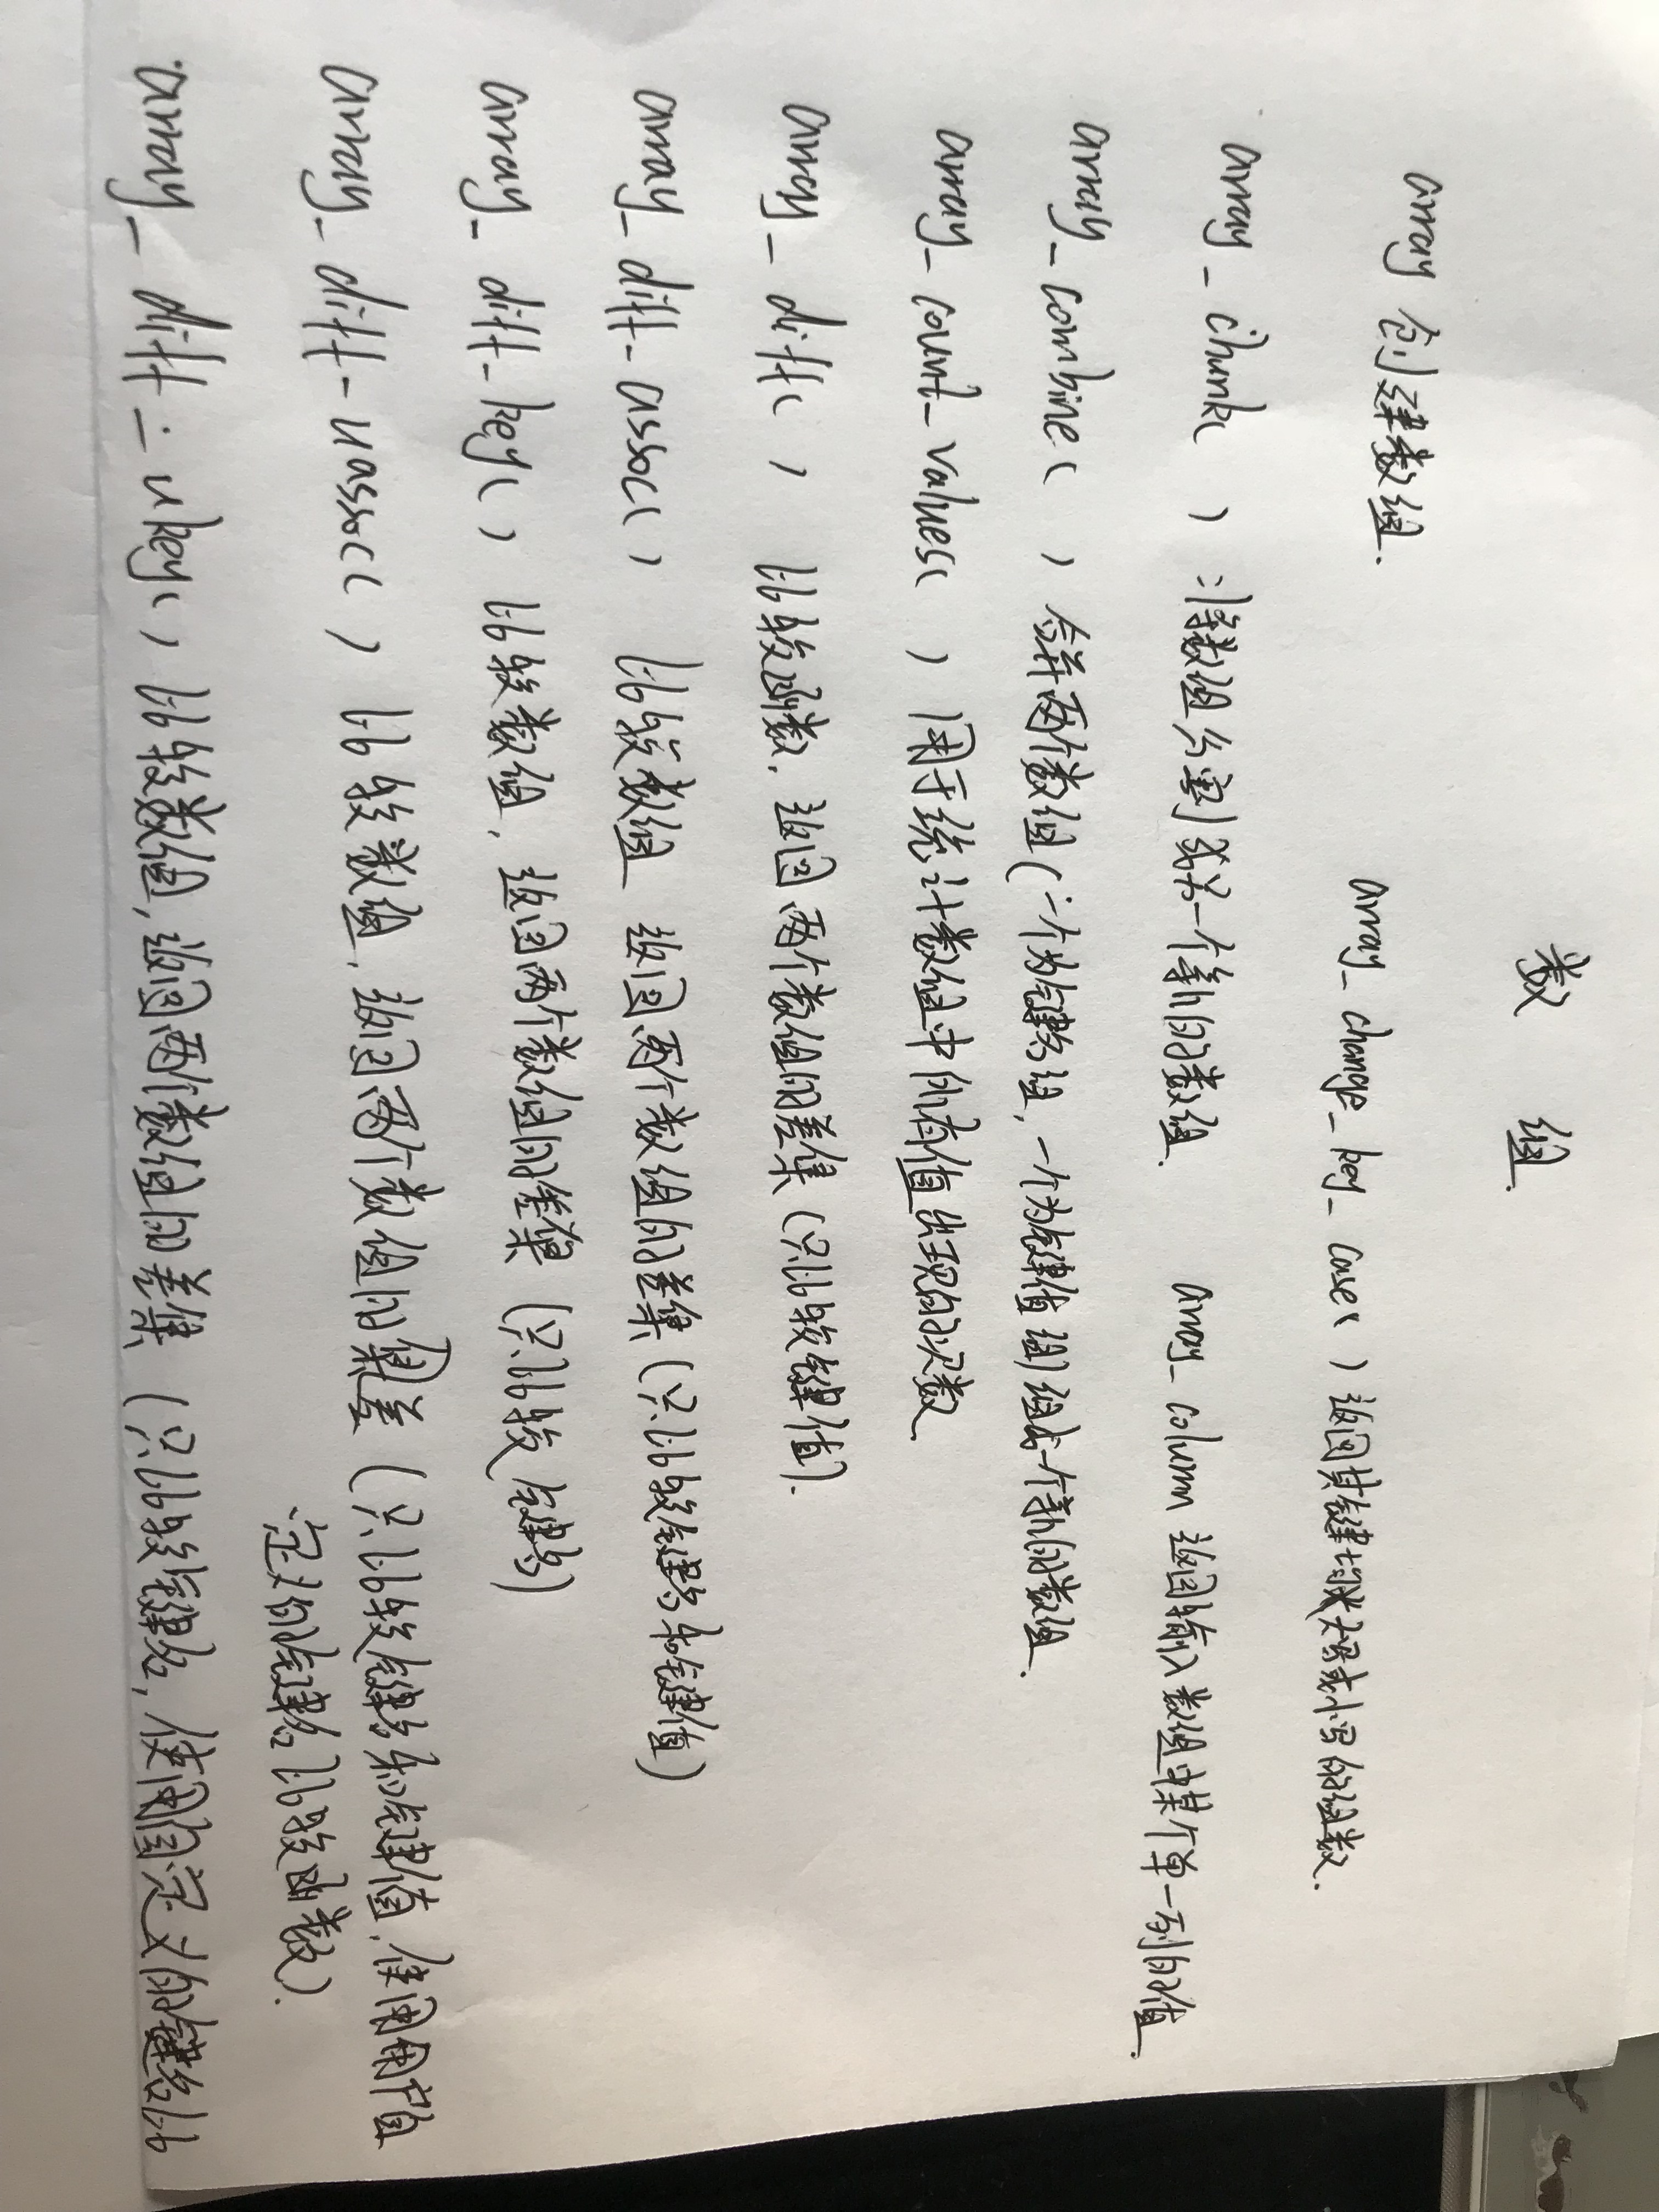 数 组.
array 创建数组. array_change_key_case( ) 返回其键均为大写或小写的组数.
array_chunk( ) :将数组分割成为一个新的数组. array_column 返回输入数组中某个单一列的值.
array_combine( ) 合并两个数组(一个为键名组, 一个为键值组) 组成一个新的数组.
array_count_values( ) 用于统计数组中所有值出现的次数.
array_diff( ) 比较函数, 返回两个数组的差集 (只比较键值).
array_diff_assoc( ) 比较数组 返回两个数组的差集 (只比较键名和键值)
array_diff_key( ) 比较数组, 返回两个数组的差集 (只比较键名)
array_diff_uassoc( ) 比较数组, 返回两个数组的差 (只比较键名和键值, 使用用户自
定义的键名比较函数).
array_diff_ukey( ) 比较数组, 返回两个数组的差集 (只比较键名, 使用自定义的键名比